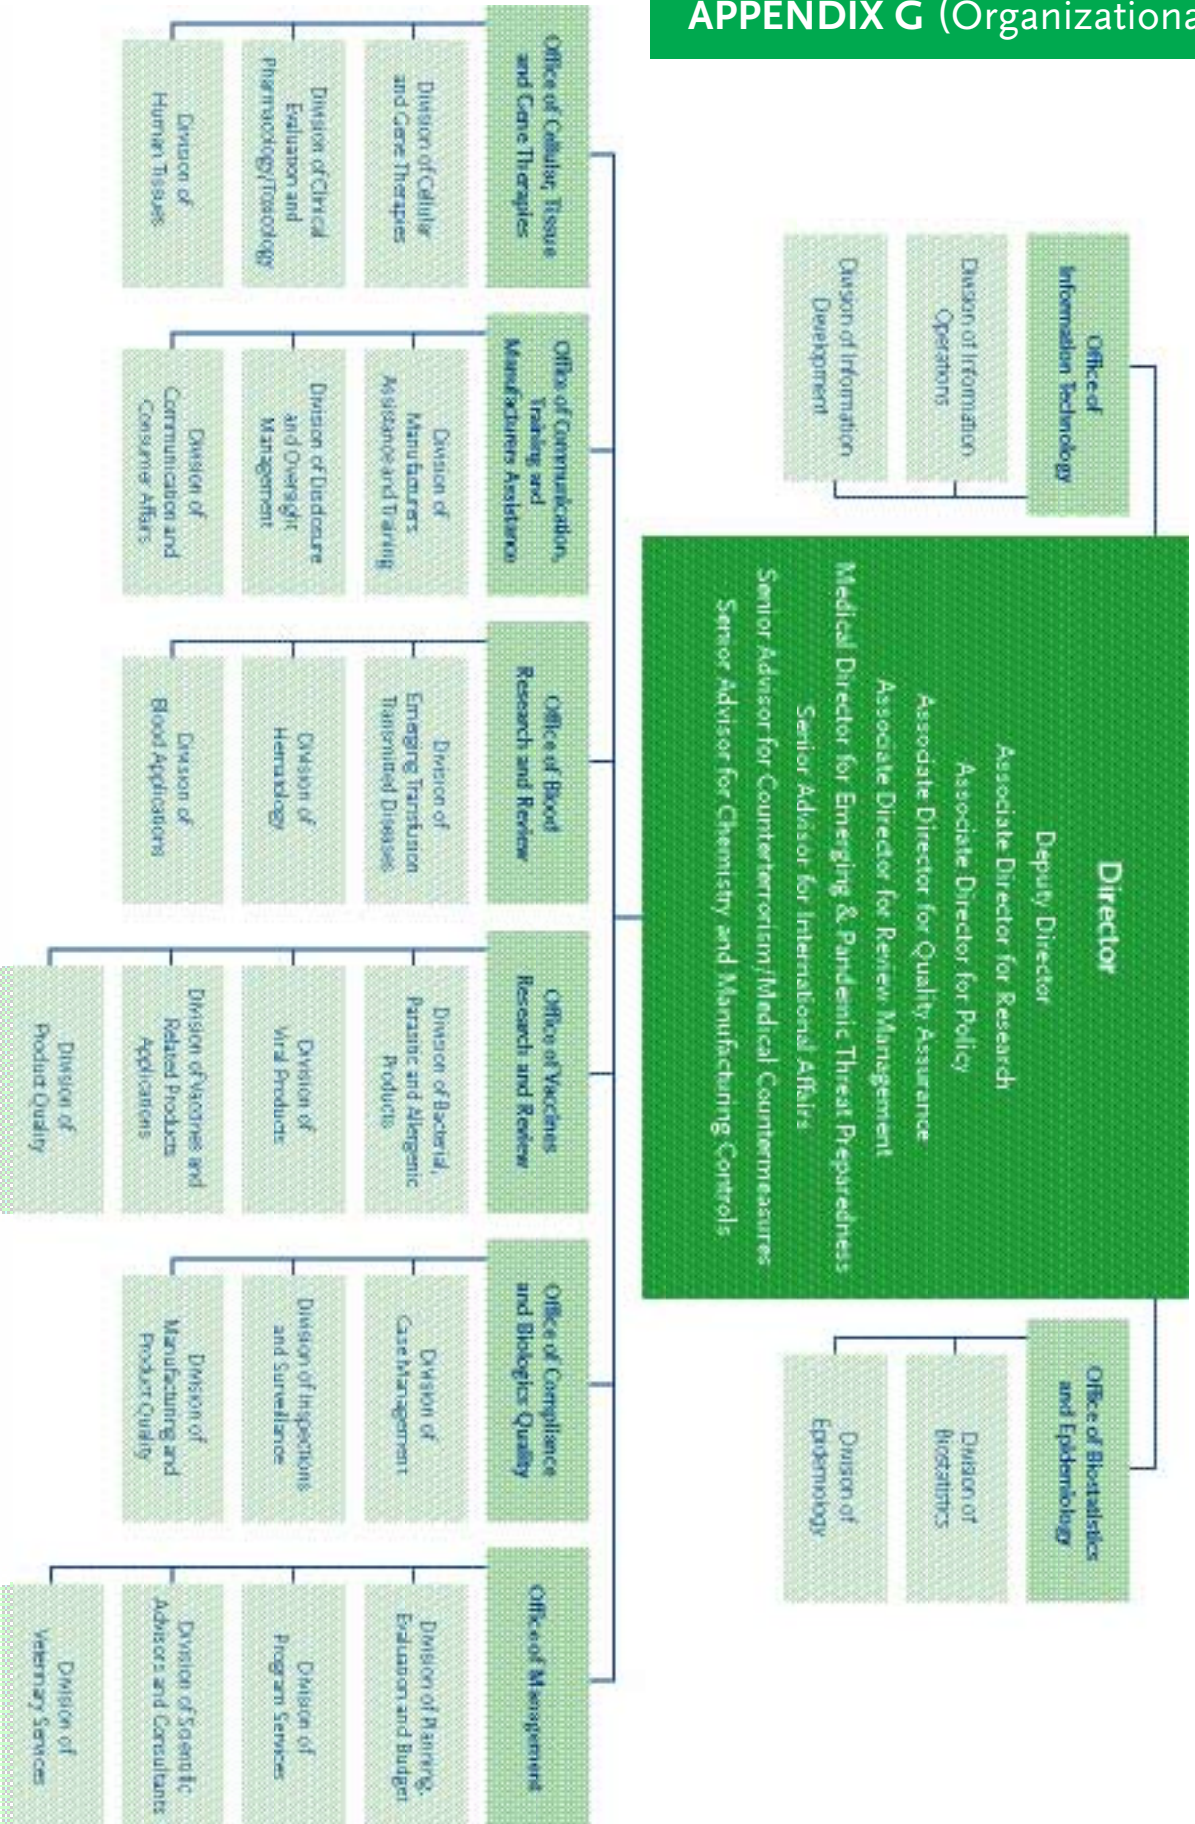 APPENDIX G (Organizationa
Office of
Information Technology
Division of Information
Operations
Division of Information
Development
Director
Deputy Director
Associate Director for Research
Associate Director for Policy
Associate Director for Quality Assurance
Associate Director for Review Management
Medical Director for Emerging & Pandemic Threat Preparedness
Senior Advisor for International Affairs
Senior Advisor for Counterterrorism/Medical Countermeasures
Senior Advisor for Chemistry and Manufacturing Controls
Office of Biostatistics
and Epidemiology
Division of
Biostatistics
Division of
Epidemiology
Office of Cellular, Tissue
and Gene Therapies
Division of Cellular
and Gene Therapies
Division of Clinical
Evaluation and
Pharmacology/Toxicology
Division of
Human Tissues
Office of Communication,
Training and
Manufacturers Assistance
Division of
Manufacturers
Assistance and Training
Division of Disclosure
and Oversight
Management
Division of
Communication and
Consumer Affairs
Office of Blood
Research and Review
Division of
Emerging Transfusion
Transmitted Diseases
Division of
Hematology
Division of
Blood Applications
Office of Vaccines
Research and Review
Division of Bacterial,
Parasitic and Allergenic
Products
Division of
Viral Products
Division of Vaccines and
Related Products
Applications
Division of
Product Quality
Office of Compliance
and Biologics Quality
Division of
Case Management
Division of Inspections
and Surveillance
Division of
Manufacturing and
Product Quality
Office of Management
Division of Planning,
Evaluation and Budget
Division of
Program Services
Division of Scientific
Advisors and Consultants
Division of
Veterinary Services